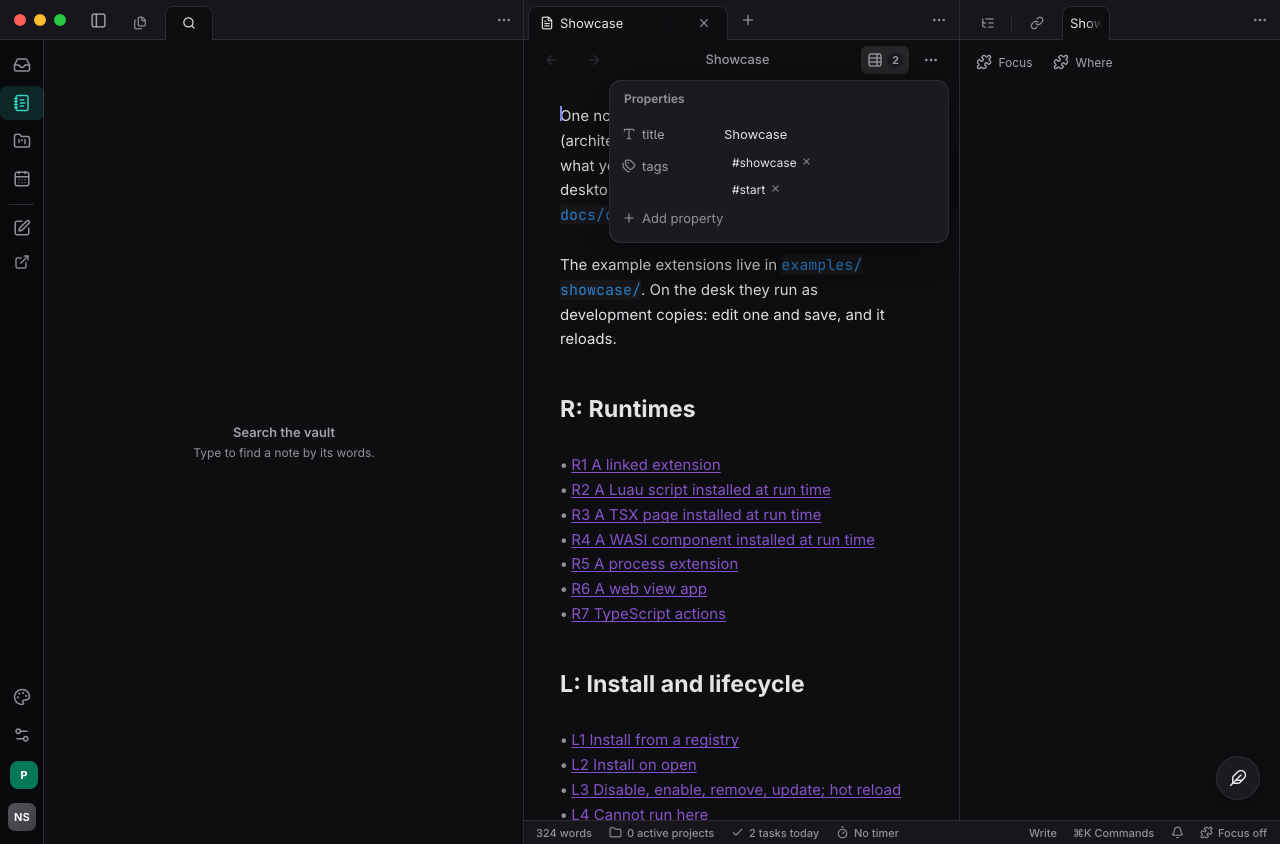 Showcase
Show
Showcase
2
Focus
Where
Properties
title
Showcase
tags
#showcase
#start
Add property
One
(archite
what
deskto
docs/
The example extensions live in examples/
showcase/. On the desk they run as
development copies: edit one and save, and it
reloads.
Search the vault
Type to find a note by its words.
R: Runtimes
• R1 A linked extension
• R2 A Luau script installed at run time
• R3 A TSX page installed at run time
• R4 A WASI component installed at run time
• R5 A process extension
• R6 A web view app
• R7 TypeScript actions
L: Install and lifecycle
• L1 Install from a registry
• L2 Install on open
• L3 Disable, enable, remove, update; hot reload
• L4 Cannot run here
P
NS
324 words
0 active projects
2 tasks today
No timer
Write
⌘K Commands
Focus off